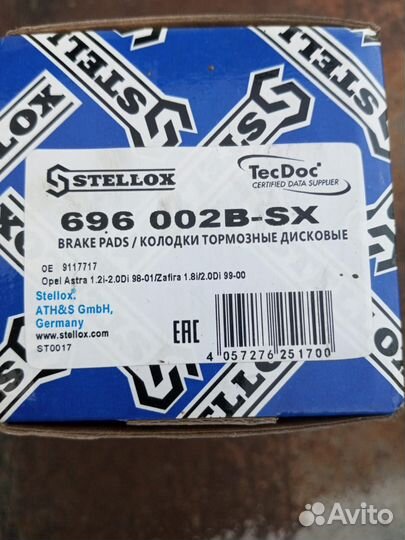 STELLOX
STELLOX
STELLOX
TecDoc
CERTIFIED DATA SUPPLIER
696 002B-SX
BRAKE PADS / КОЛОДКИ ТОРМОЗНЫЕ ДИСКОВЫЕ
OE 9117717
Opel Astra 1.2i-2.0Di 98-01/Zafira 1.8i/2.0Di 99-00
Stellox.
ATH&S GmbH,
Germany
www.stellox.com
ST0017
EAC
4 057276 251700
Avito